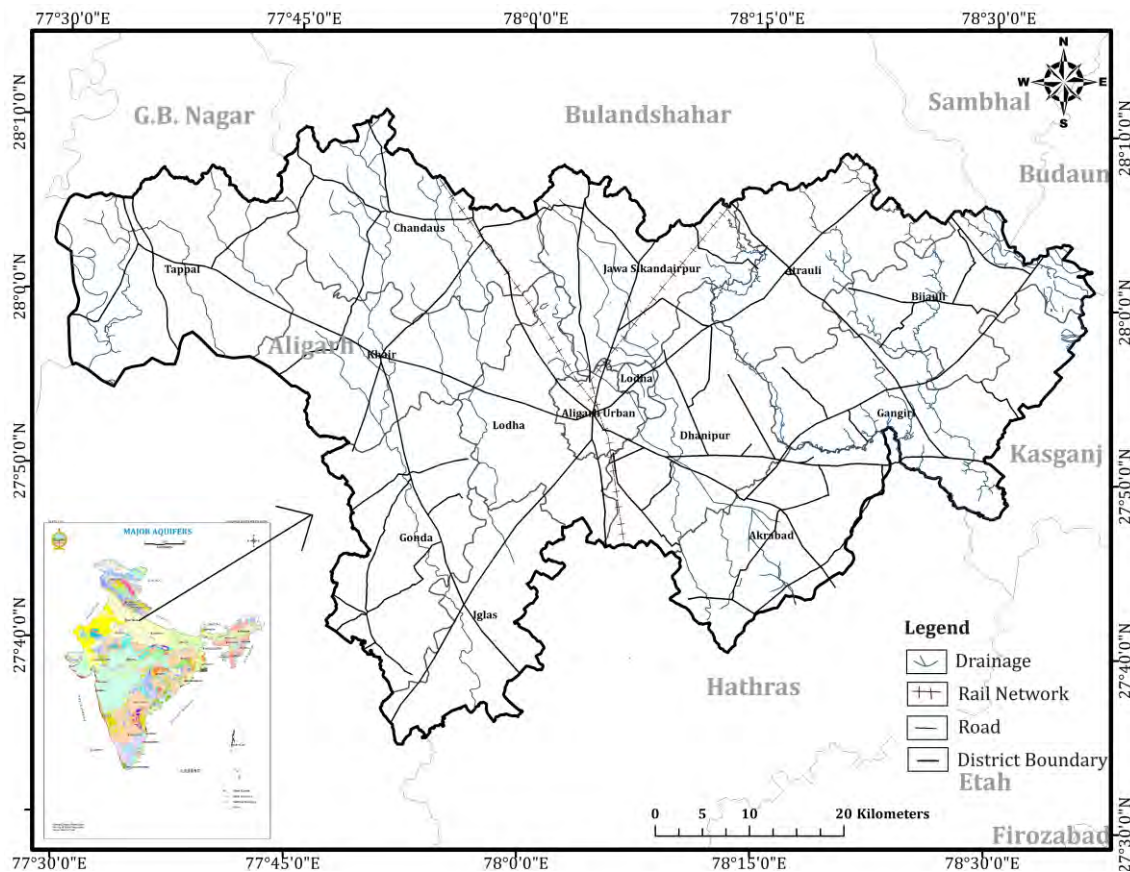 77°30'0"E
77°45'0"E
78°0'0"E
78°15'0"E
78°30'0"E
N
W
E
S
Sambhal
G.B. Nagar
Bulandshahar
28°10'0"N
28°10'0"N
Budaun
Chandaus
Tappal
Jawa Sikandairpur
Atrauli
Bijauli
28°0'0"N
28°0'0"N
Aligarh
Khair
Lodha
Aligarh Urban
Lodha
Dhanipur
Gangiri
Kasganj
27°50'0"N
27°50'0"N
MAJOR AQUIFERS
Gonda
Akrabad
Iglas
27°40'0"N
27°40'0"N
Hathras
Legend
Drainage
Rail Network
Road
District Boundary
Etah
0 5 10 20 Kilometers
Firozabad
27°30'0"N
77°30'0"E
77°45'0"E
78°0'0"E
78°15'0"E
78°30'0"E